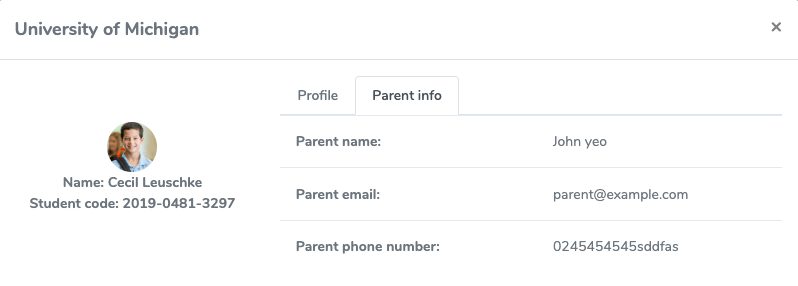 University of Michigan
×
Profile
Parent info
Name: Cecil Leuschke
Student code: 2019-0481-3297
Parent name: John yeo
Parent email: parent@example.com
Parent phone number: 0245454545sddfas